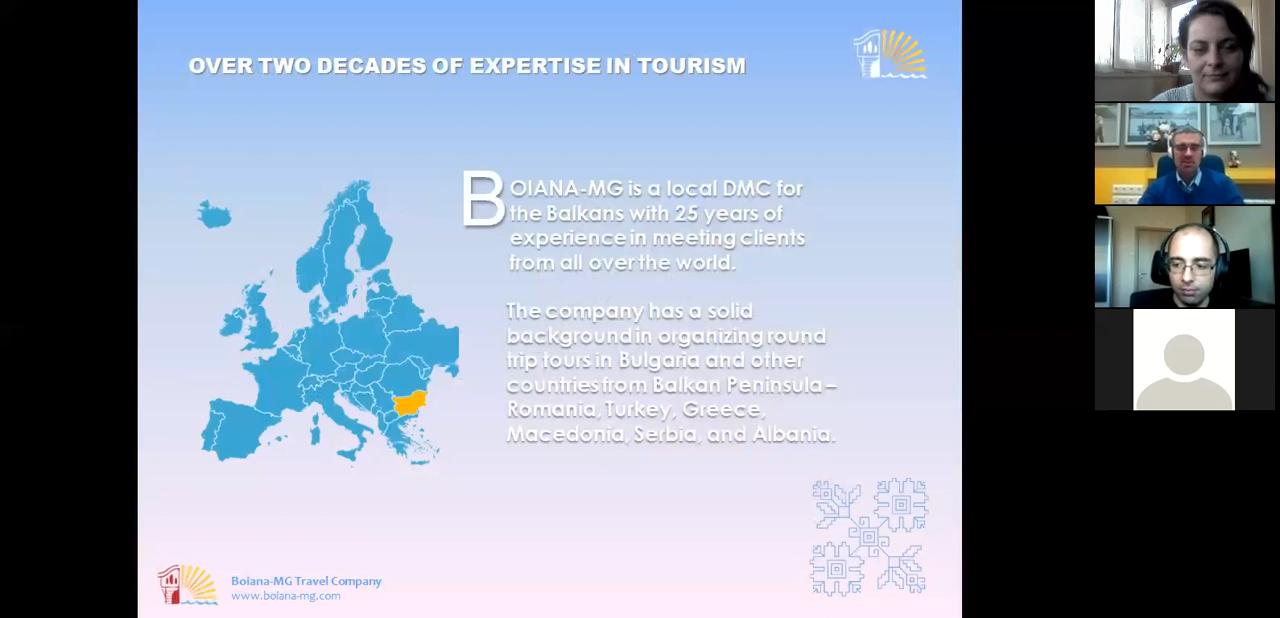 OVER TWO DECADES OF EXPERTISE IN TOURISM
BOIANA-MG is a local DMC for
the Balkans with 25 years of
experience in meeting clients
from all over the world.
The company has a solid
background in organizing round
trip tours in Bulgaria and other
countries from Balkan Peninsula –
Romania, Turkey, Greece,
Macedonia, Serbia, and Albania.
Boiana-MG Travel Company
www.boiana-mg.com